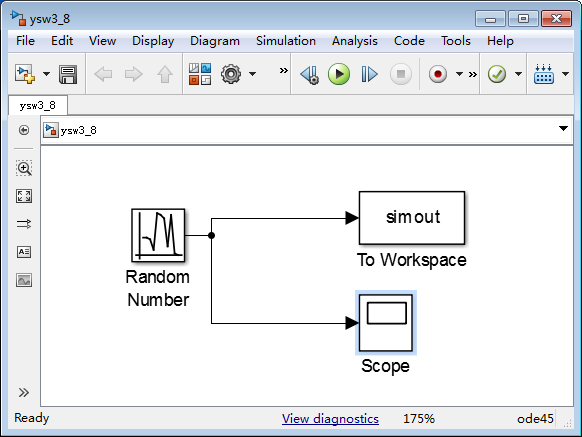 ysw3_8
File Edit View Display Diagram Simulation Analysis Code Tools Help
» »
ysw3_8
ysw3_8
simout
To Workspace
Random
Number
Scope
»
Ready View diagnostics 175% ode45